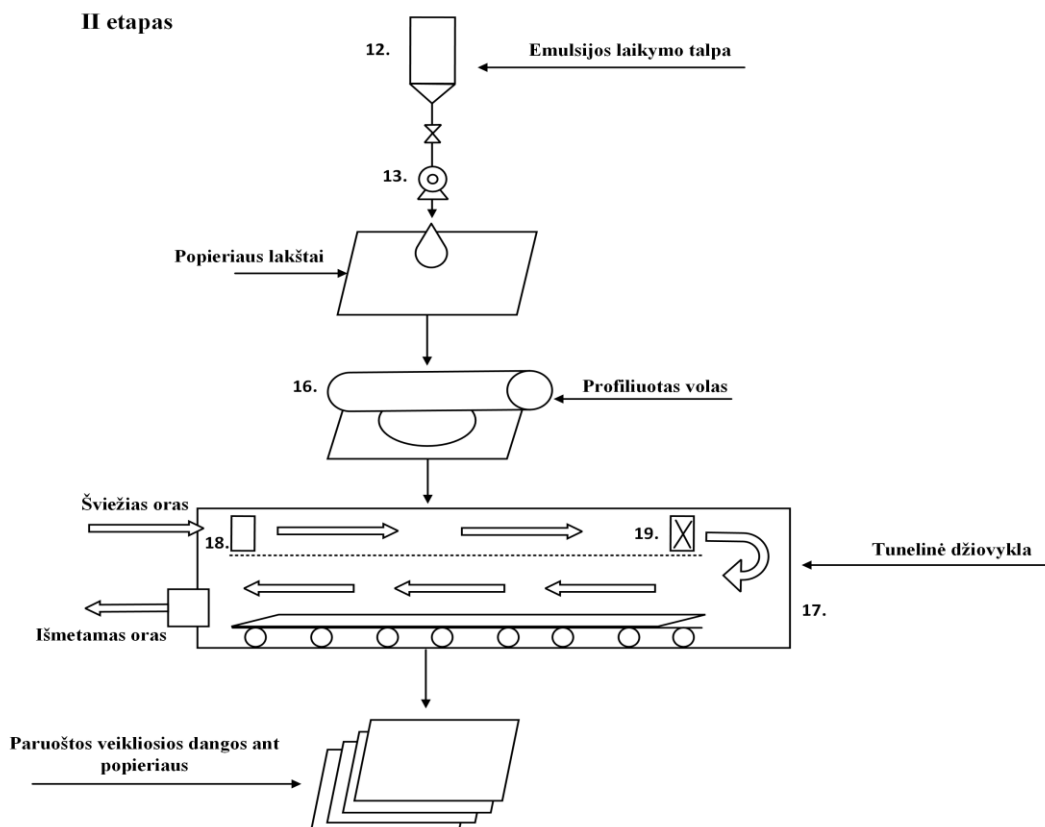 II etapas
12.
Emulsijos laikymo talpa
13.
Popieriaus lakštai
16.
Profiliuotas volas
Šviežias oras
18.
19.
Tunelinė džiovykla
17.
Išmetamas oras
Paruoštos veikliosios dangos ant
popieriaus